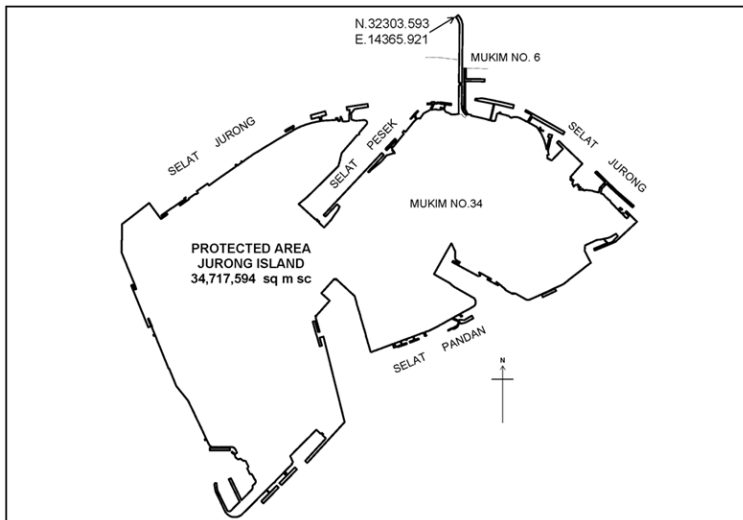 N.32303.593
E.14365.921
MUKIM NO. 6
SELAT JURONG
SELAT PESEK
SELAT JURONG
MUKIM NO.34
PROTECTED AREA
JURONG ISLAND
34,717,594 sq m sc
SELAT PANDAN
N